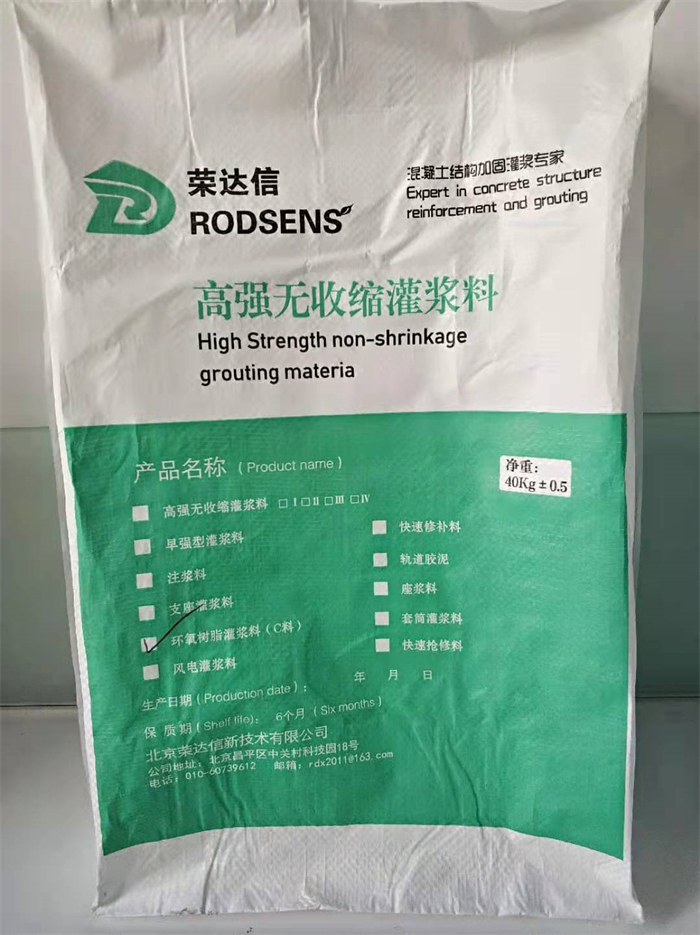 荣达信
RODSENS
混凝土结构加固灌浆专家
Expert in concrete structure
reinforcement and grouting
高强无收缩灌浆料
High Strength non-shrinkage
grouting materia
产品名称 (Product name)
净重:
40Kg±0.5
高强无收缩灌浆料 □I□II□III□IV
早强型灌浆料
注浆料
支座灌浆料
环氧树脂灌浆料(C料)
风电灌浆料
快速修补料
轨道胶泥
座浆料
套筒灌浆料
快速抢修料
生产日期(Production date): 年 月 日
保质期(Shelf life): 6个月(Six months)
北京荣达信新技术有限公司
公司地址: 北京昌平区中关村科技园18号
电话: 010-60739612 邮箱: rdx2011@163.com